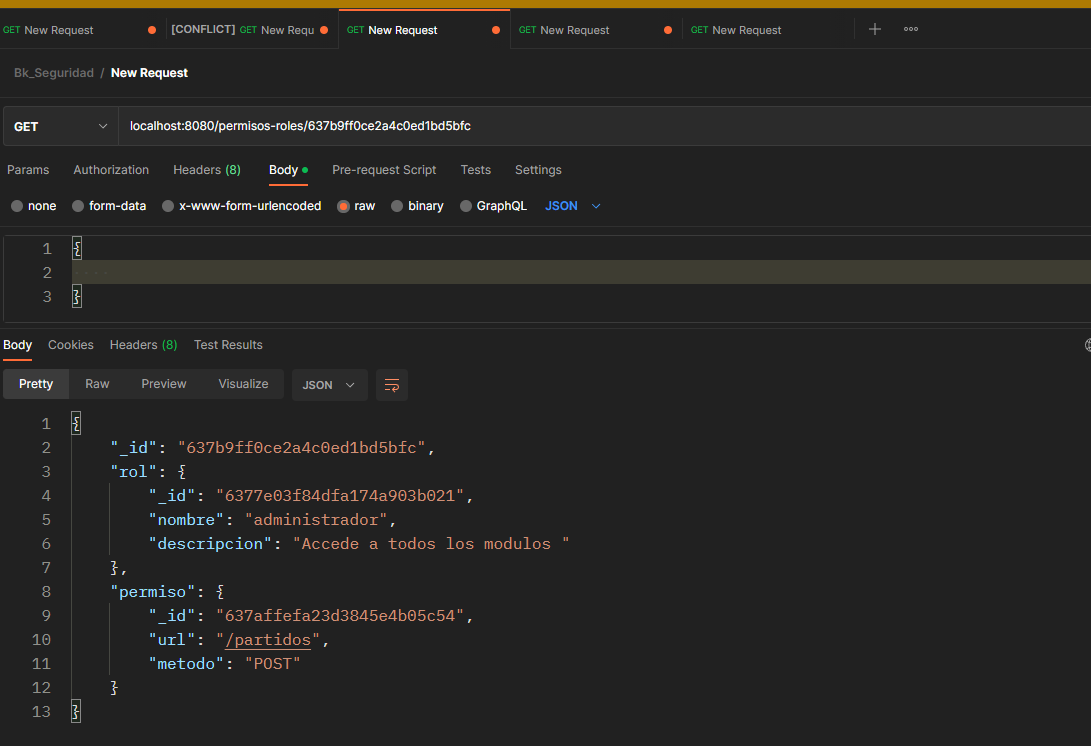 GET New Request [CONFLICT] GET New Requ GET New Request GET New Request GET New Request
Bk_Seguridad / New Request
GET localhost:8080/permisos-roles/637b9ff0ce2a4c0ed1bd5bfc
Params Authorization Headers (8) Body Pre-request Script Tests Settings
none form-data x-www-form-urlencoded raw binary GraphQL JSON
1 {
2
3 }
Body Cookies Headers (8) Test Results
Pretty Raw Preview Visualize JSON
1 {
2 "_id": "637b9ff0ce2a4c0ed1bd5bfc",
3 "rol": {
4 "_id": "6377e03f84dfa174a903b021",
5 "nombre": "administrador",
6 "descripcion": "Accede a todos los modulos "
7 },
8 "permiso": {
9 "_id": "637affefa23d3845e4b05c54",
10 "url": "/partidos",
11 "metodo": "POST"
12 }
13 }